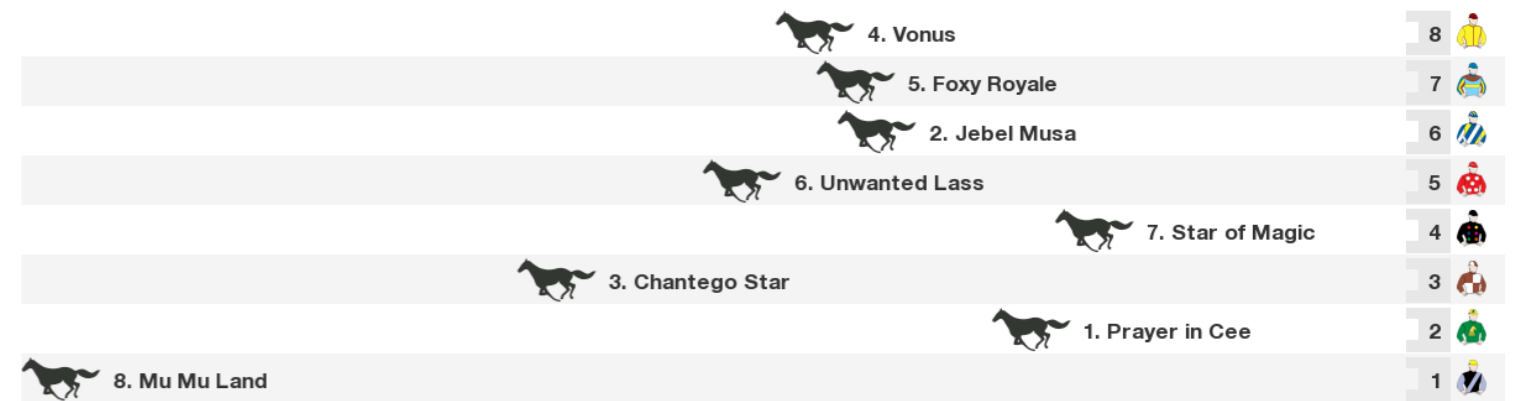 4. Vonus 8
5. Foxy Royale 7
2. Jebel Musa 6
6. Unwanted Lass 5
7. Star of Magic 4
3. Chantego Star 3
1. Prayer in Cee 2
8. Mu Mu Land 1